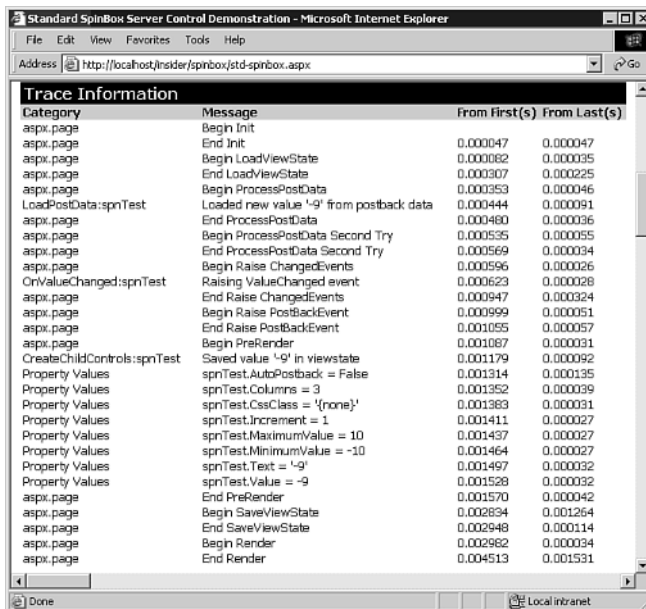 Standard SpinBox Server Control Demonstration - Microsoft Internet Explorer
File Edit View Favorites Tools Help
Address http://localhost/insider/spinbox/std-spinbox.aspx Go
Trace Information
Category Message From First(s) From Last(s)
aspx.page Begin Init
aspx.page End Init 0.000047 0.000047
aspx.page Begin LoadViewState 0.000082 0.000035
aspx.page End LoadViewState 0.000307 0.000225
aspx.page Begin ProcessPostData 0.000353 0.000046
LoadPostData:spnTest Loaded new value '-9' from postback data 0.000444 0.000091
aspx.page End ProcessPostData 0.000480 0.000036
aspx.page Begin ProcessPostData Second Try 0.000535 0.000055
aspx.page End ProcessPostData Second Try 0.000569 0.000034
aspx.page Begin Raise ChangedEvents 0.000596 0.000026
OnValueChanged:spnTest Raising ValueChanged event 0.000623 0.000028
aspx.page End Raise ChangedEvents 0.000947 0.000324
aspx.page Begin Raise PostBackEvent 0.000999 0.000051
aspx.page End Raise PostBackEvent 0.001055 0.000057
aspx.page Begin PreRender 0.001087 0.000031
CreateChildControls:spnTest Saved value '-9' in viewstate 0.001179 0.000092
Property Values spnTest.AutoPostback = False 0.001314 0.000135
Property Values spnTest.Columns = 3 0.001352 0.000039
Property Values spnTest.CssClass = '{none}' 0.001383 0.000031
Property Values spnTest.Increment = 1 0.001411 0.000027
Property Values spnTest.MaximumValue = 10 0.001437 0.000027
Property Values spnTest.MinimumValue = -10 0.001464 0.000027
Property Values spnTest.Text = '-9' 0.001497 0.000032
Property Values spnTest.Value = -9 0.001528 0.000032
aspx.page End PreRender 0.001570 0.000042
aspx.page Begin SaveViewState 0.002834 0.001264
aspx.page End SaveViewState 0.002948 0.000114
aspx.page Begin Render 0.002982 0.000034
aspx.page End Render 0.004513 0.001531
Done Local intranet